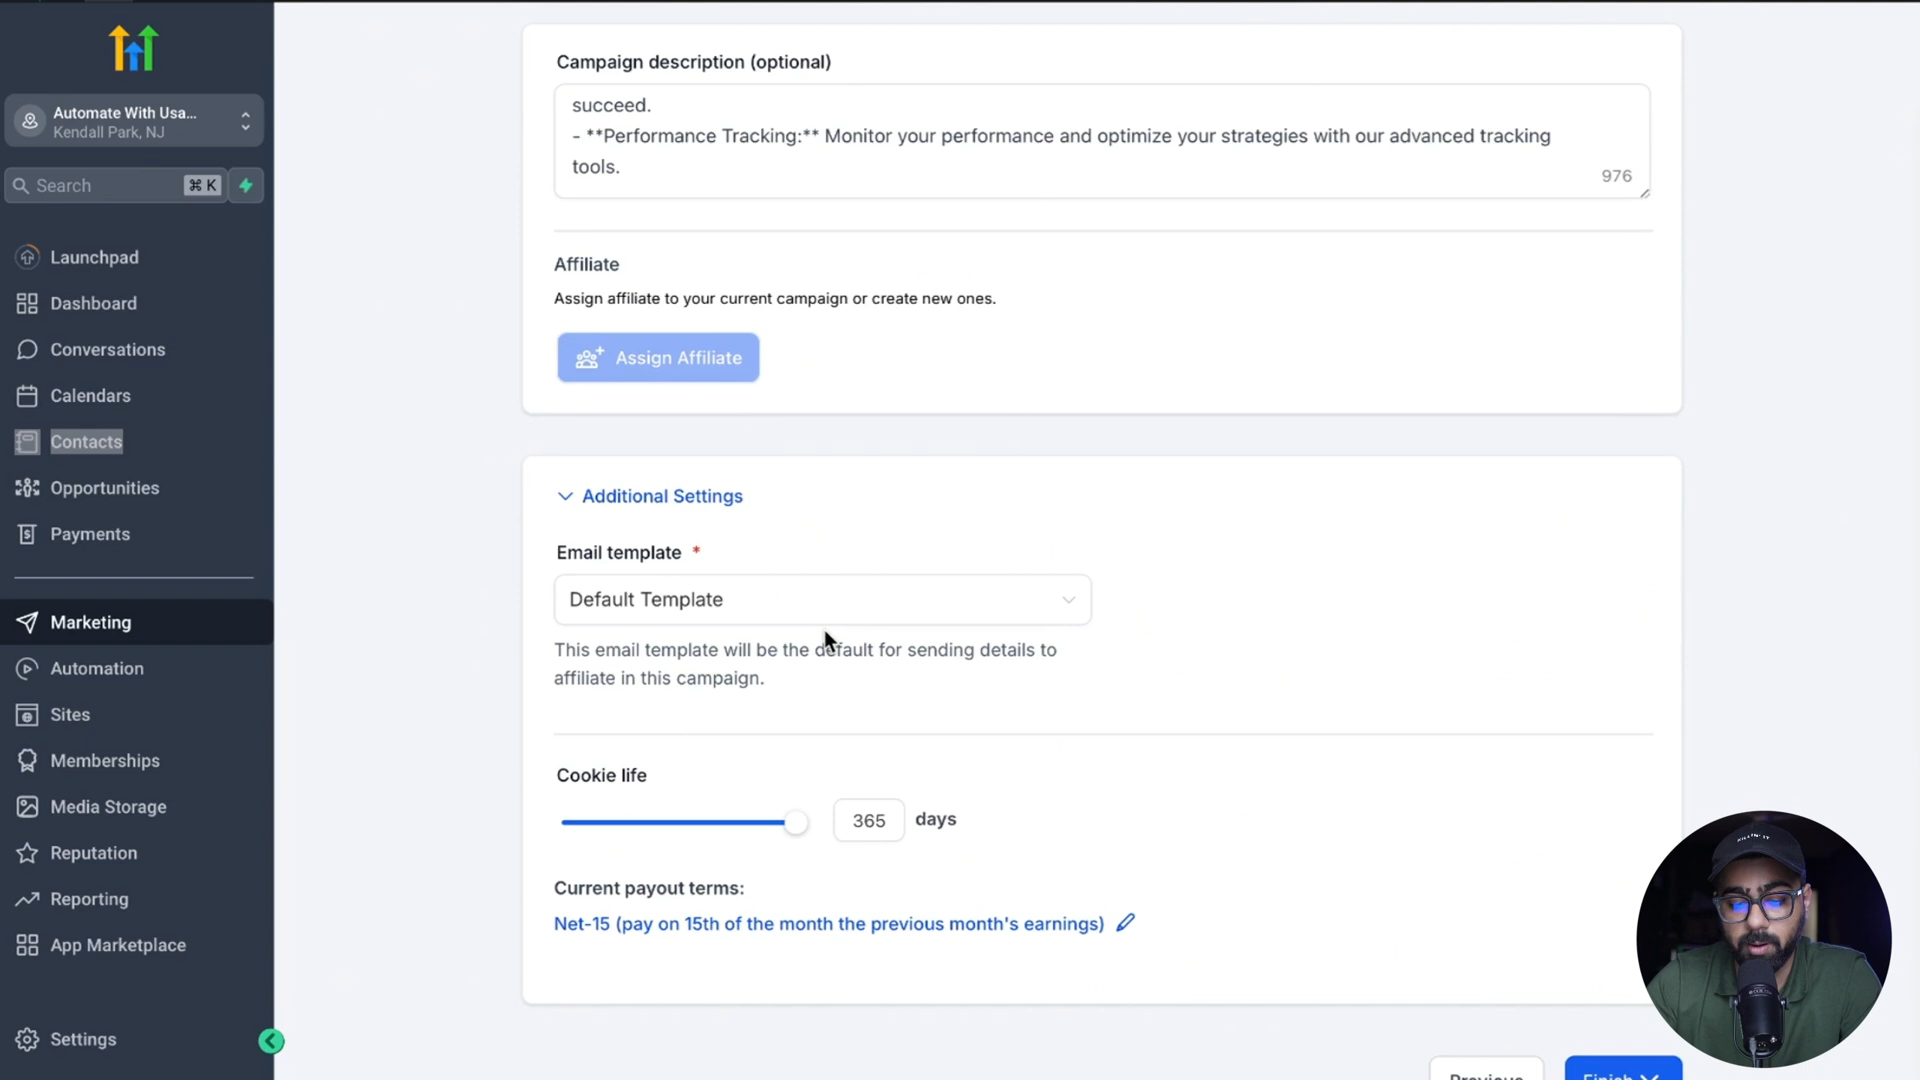 Automate With Usa...
Kendall Park, NJ
Search
⌘ K
Launchpad
Dashboard
Conversations
Calendars
Contacts
Opportunities
Payments
Marketing
Automation
Sites
Memberships
Media Storage
Reputation
Reporting
App Marketplace
Settings
Campaign description (optional)
succeed.
- **Performance Tracking:** Monitor your performance and optimize your strategies with our advanced tracking
tools.
976
Affiliate
Assign affiliate to your current campaign or create new ones.
Assign Affiliate
Additional Settings
Email template *
Default Template
This email template will be the default for sending details to
affiliate in this campaign.
Cookie life
365 days
Current payout terms:
Net-15 (pay on 15th of the month the previous month's earnings)
Previous
Finish
KILLIN' IT